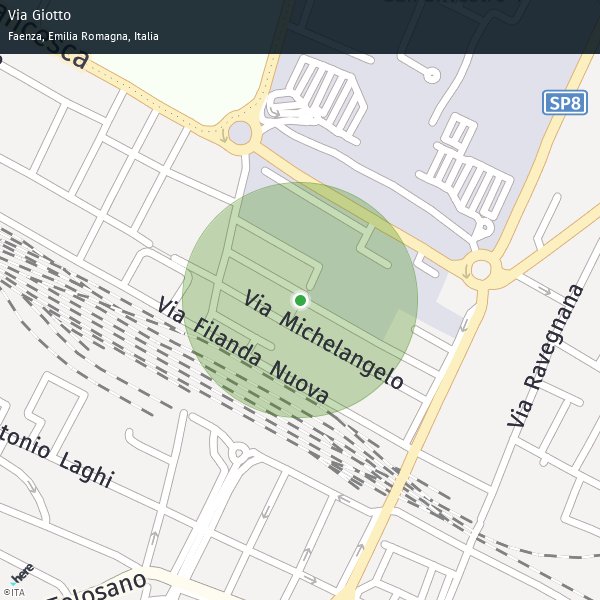 Via Giotto
Faenza, Emilia Romagna, Italia
SP8
Via Michelangelo
Via Filanda Nuova
Via Ravegnana
tonio Laghi
Tolosano
here
©ITA